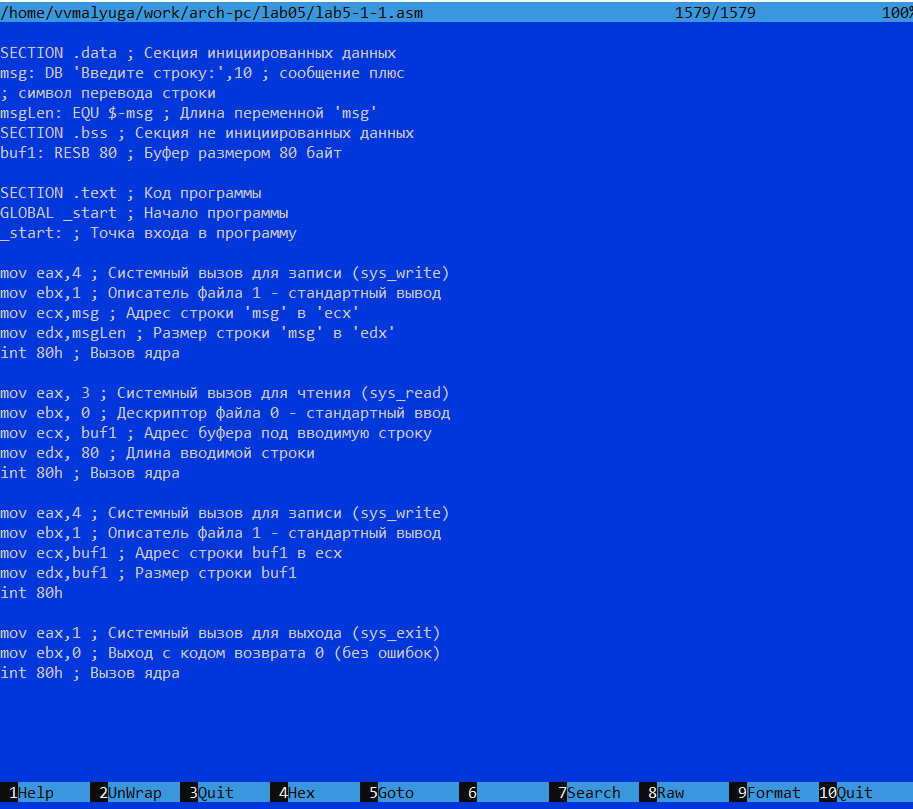 /home/vvmalyuga/work/arch-pc/lab05/lab5-1-1.asm 1579/1579 100%
SECTION .data ; Секция инициированных данных
msg: DB 'Введите строку:',10 ; сообщение плюс
; символ перевода строки
msgLen: EQU $-msg ; Длина переменной 'msg'
SECTION .bss ; Секция не инициированных данных
buf1: RESB 80 ; Буфер размером 80 байт
SECTION .text ; Код программы
GLOBAL _start ; Начало программы
_start: ; Точка входа в программу
mov eax,4 ; Системный вызов для записи (sys_write)
mov ebx,1 ; Описатель файла 1 - стандартный вывод
mov ecx,msg ; Адрес строки 'msg' в 'ecx'
mov edx,msgLen ; Размер строки 'msg' в 'edx'
int 80h ; Вызов ядра
mov eax, 3 ; Системный вызов для чтения (sys_read)
mov ebx, 0 ; Дескриптор файла 0 - стандартный ввод
mov ecx, buf1 ; Адрес буфера под вводимую строку
mov edx, 80 ; Длина вводимой строки
int 80h ; Вызов ядра
mov eax,4 ; Системный вызов для записи (sys_write)
mov ebx,1 ; Описатель файла 1 - стандартный вывод
mov ecx,buf1 ; Адрес строки buf1 в ecx
mov edx,buf1 ; Размер строки buf1
int 80h
mov eax,1 ; Системный вызов для выхода (sys_exit)
mov ebx,0 ; Выход с кодом возврата 0 (без ошибок)
int 80h ; Вызов ядра
1Help 2UnWrap 3Quit 4Hex 5Goto 6 7Search 8Raw 9Format 10Quit